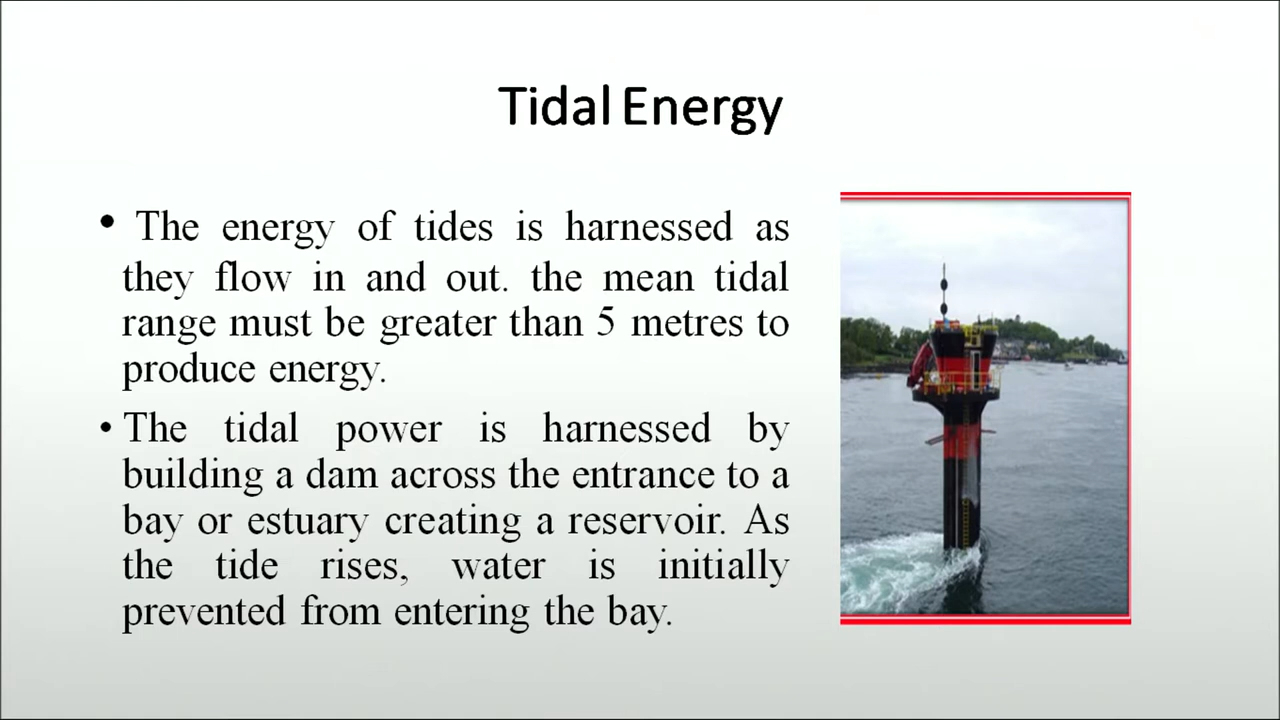 Tidal Energy
• The energy of tides is harnessed as
they flow in and out. the mean tidal
range must be greater than 5 metres to
produce energy.
• The tidal power is harnessed by
building a dam across the entrance to a
bay or estuary creating a reservoir. As
the tide rises, water is initially
prevented from entering the bay.